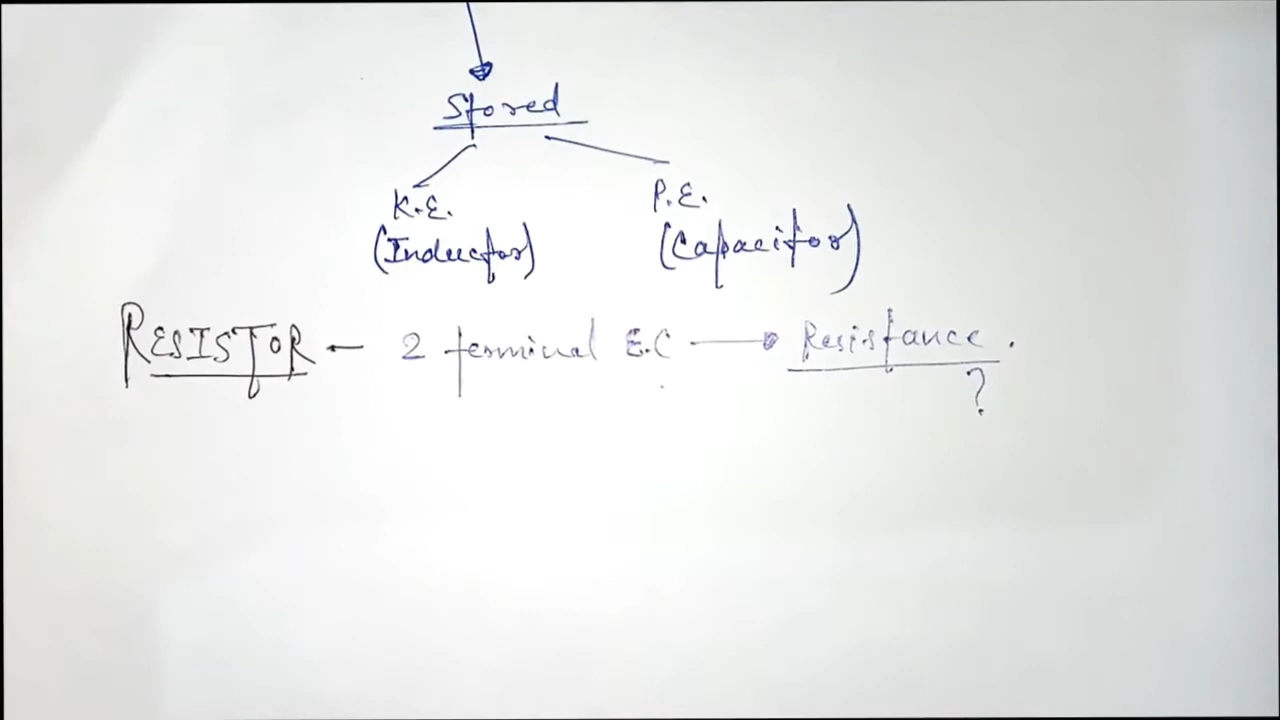 Stored
K.E. P.E.
(Inductor) (Capacitor)
RESISTOR - 2 terminal E.C → Resistance.
?